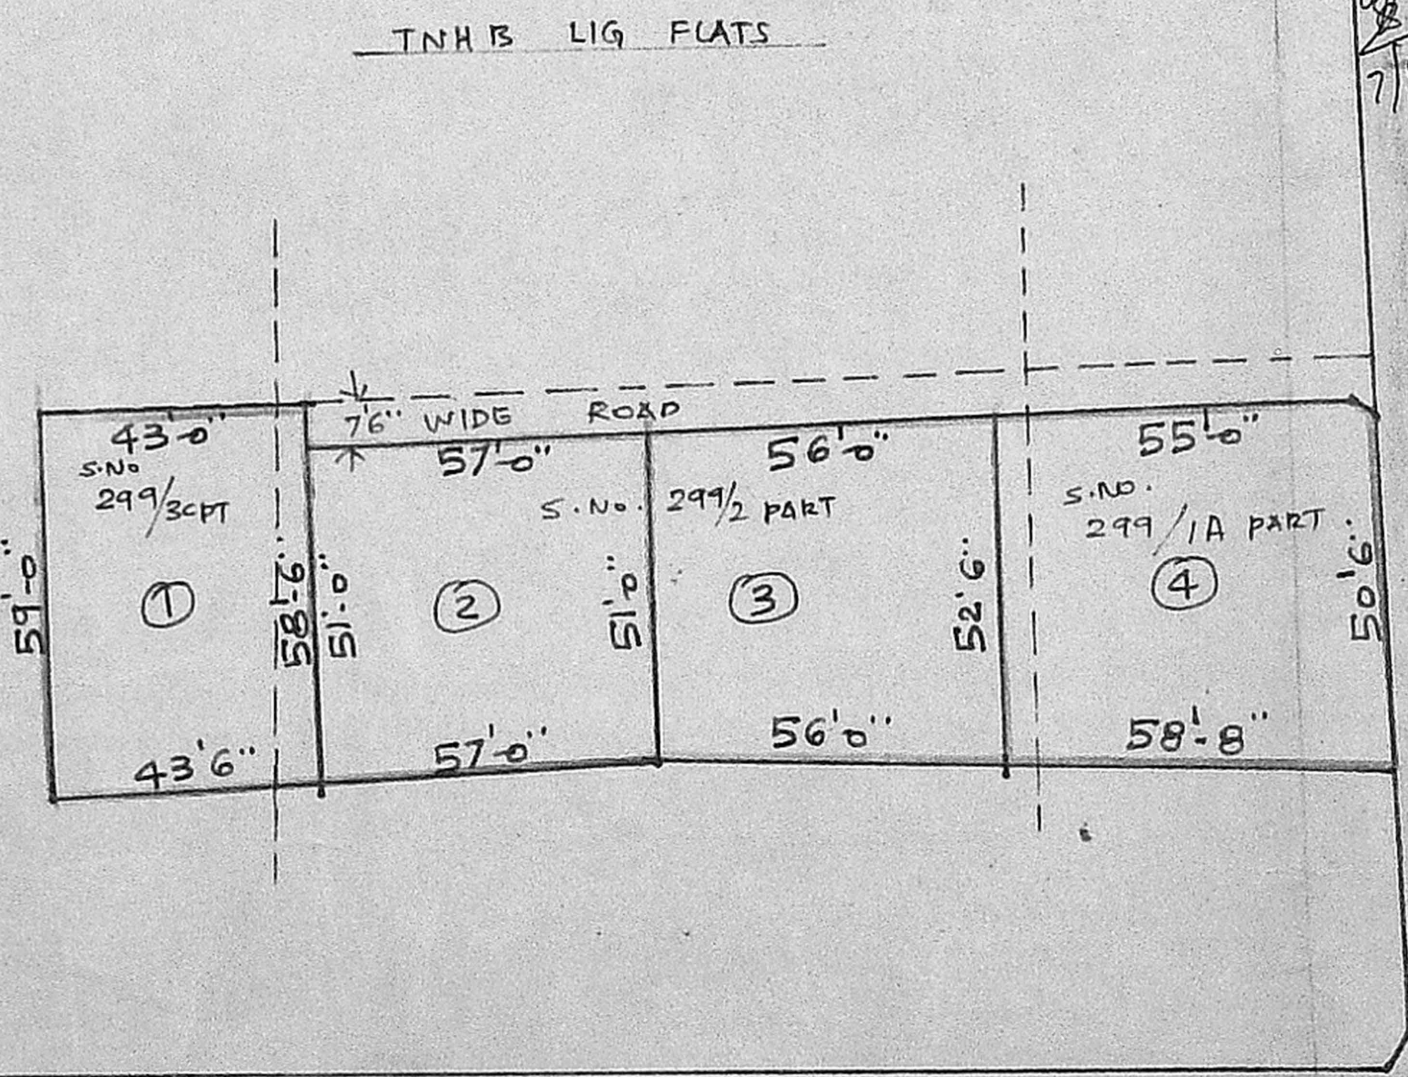 TNHB LIG FLATS
7'6" WIDE ROAD
43'-0"
S.NO
299/3CPT
59'-0"
1
58'-6"
43'6"
57'-0"
51'-0"
2
51'-0"
57'-0"
S.NO. 299/2 PART
56'-0"
3
52'6"
56'0"
55'-0"
S.NO.
299/1A PART
4
50'6"
58'-8"